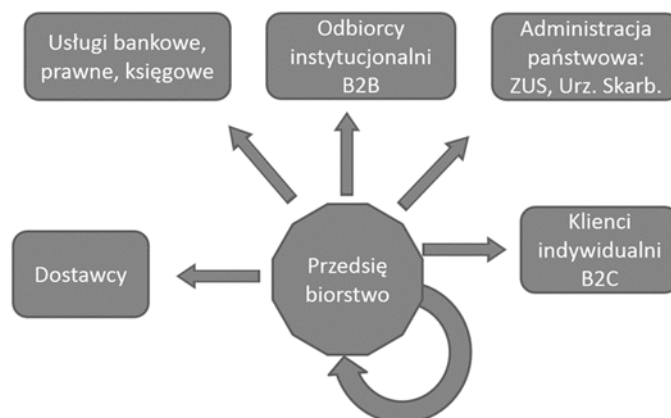 Usługi bankowe,
prawne, księgowe
Odbiorcy
instytucjonalni
B2B
Administracja
państwowa:
ZUS, Urz. Skarb.
Dostawcy
Przedsię
biorstwo
Klienci
indywidualni
B2C